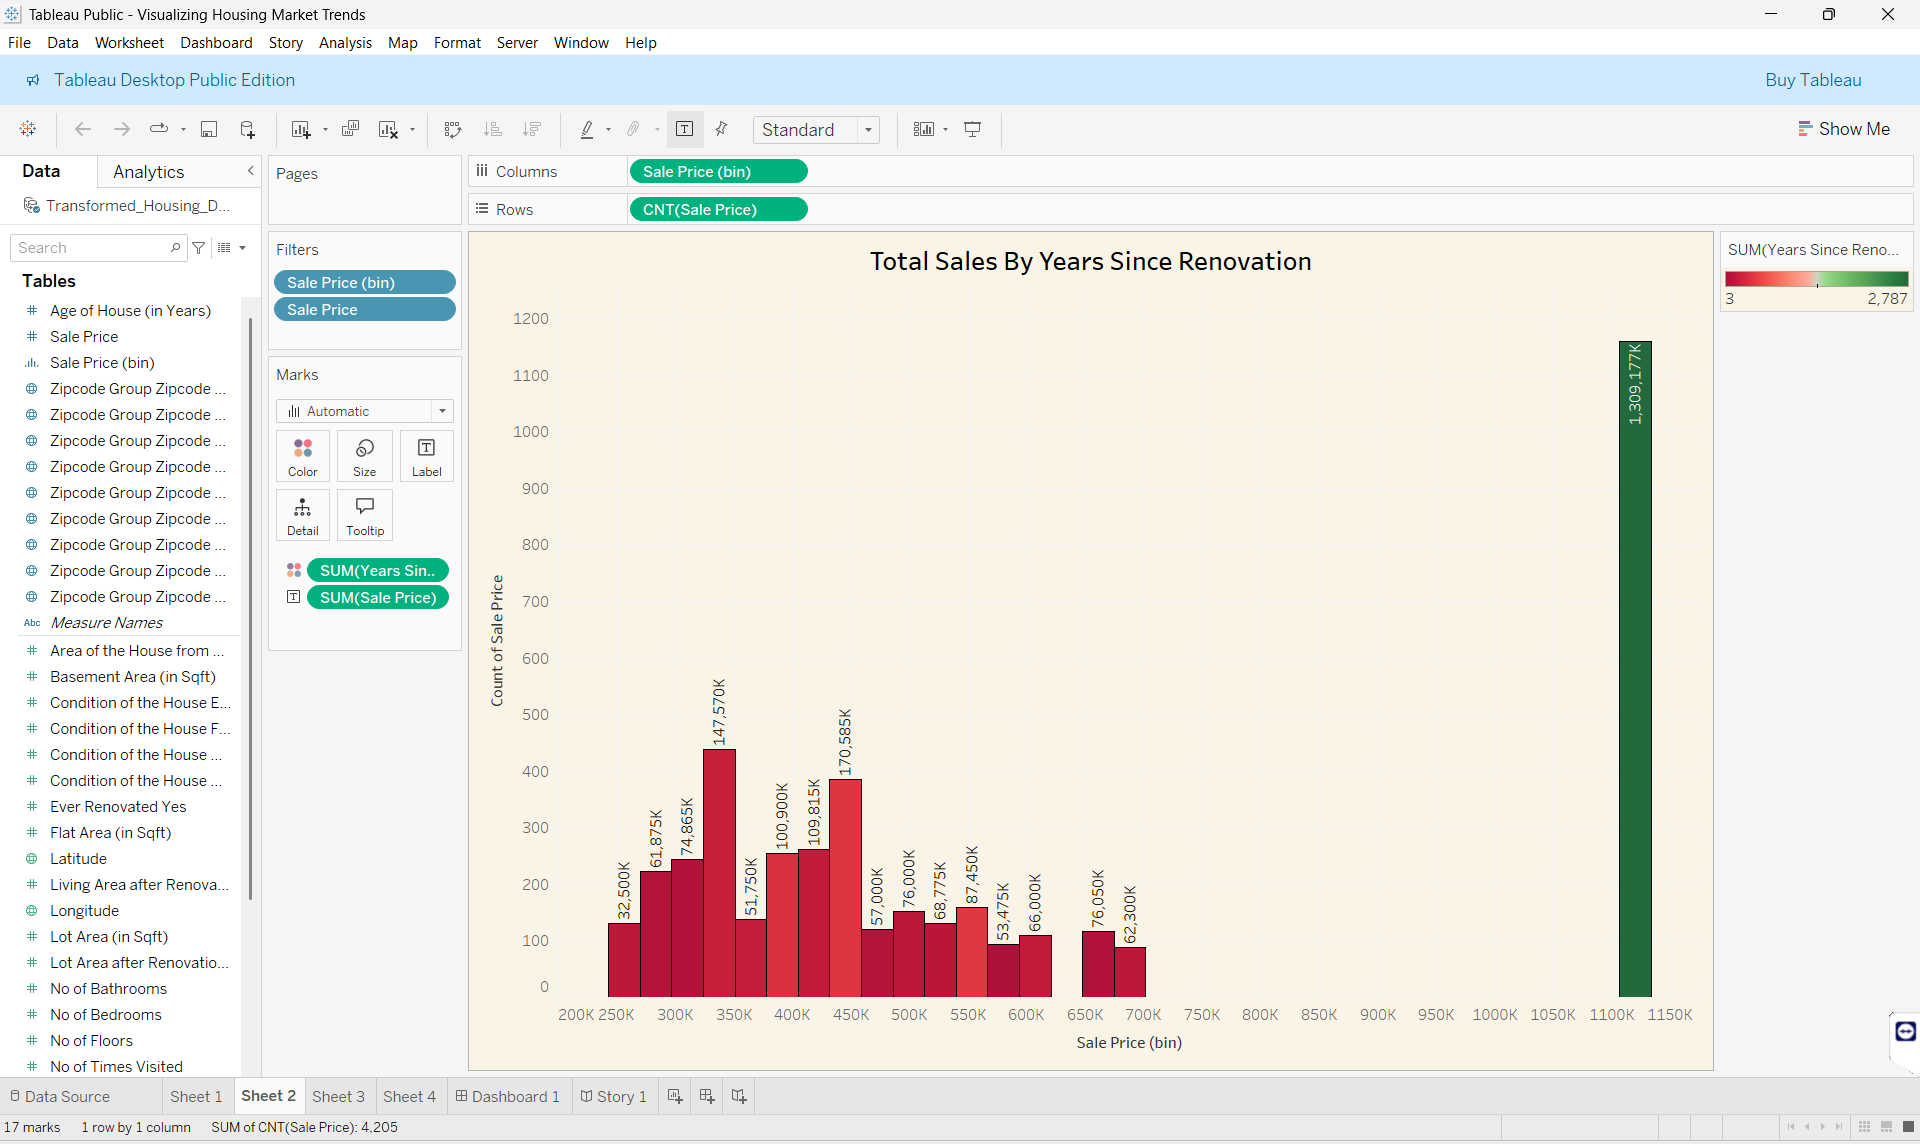 Tableau Public - Visualizing Housing Market Trends
File Data Worksheet Dashboard Story Analysis Map Format Server Window Help
Tableau Desktop Public Edition
Buy Tableau
Standard
Show Me
Data
Analytics
Transformed_Housing_D...
Search
Tables
Age of House (in Years)
Sale Price
Sale Price (bin)
Zipcode Group Zipcode ...
Zipcode Group Zipcode ...
Zipcode Group Zipcode ...
Zipcode Group Zipcode ...
Zipcode Group Zipcode ...
Zipcode Group Zipcode ...
Zipcode Group Zipcode ...
Zipcode Group Zipcode ...
Zipcode Group Zipcode ...
Abc Measure Names
Area of the House from ...
Basement Area (in Sqft)
Condition of the House E...
Condition of the House F...
Condition of the House ...
Condition of the House ...
Ever Renovated Yes
Flat Area (in Sqft)
Latitude
Living Area after Renova...
Longitude
Lot Area (in Sqft)
Lot Area after Renovatio...
No of Bathrooms
No of Bedrooms
No of Floors
No of Times Visited
Pages
Filters
Sale Price (bin)
Sale Price
Marks
Automatic
Color Size Label
Detail Tooltip
SUM(Years Sin..
SUM(Sale Price)
Columns Sale Price (bin)
Rows CNT(Sale Price)
Total Sales By Years Since Renovation
Count of Sale Price
1200
1100
1000
900
800
700
600
500
400
300
200
100
0
32,500K
61,875K
74,865K
147,570K
51,750K
100,900K
109,815K
170,585K
57,000K
76,000K
68,775K
87,450K
53,475K
66,000K
76,050K
62,300K
1,309,177K
200K 250K 300K 350K 400K 450K 500K 550K 600K 650K 700K 750K 800K 850K 900K 950K 1000K 1050K 1100K 1150K
Sale Price (bin)
SUM(Years Since Reno...
3 2,787
Data Source Sheet 1 Sheet 2 Sheet 3 Sheet 4 Dashboard 1 Story 1
17 marks 1 row by 1 column SUM of CNT(Sale Price): 4,205